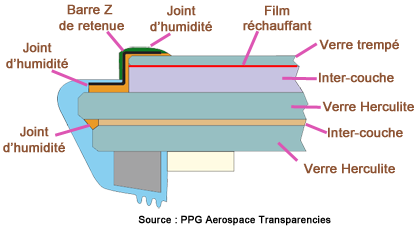 Barre Z
de retenue
Joint
d'humidité
Film
réchauffant
Joint
d'humidité
Verre trempé
Inter-couche
Verre Herculite
Joint
d'humidité
Inter-couche
Verre Herculite
Source : PPG Aerospace Transparencies